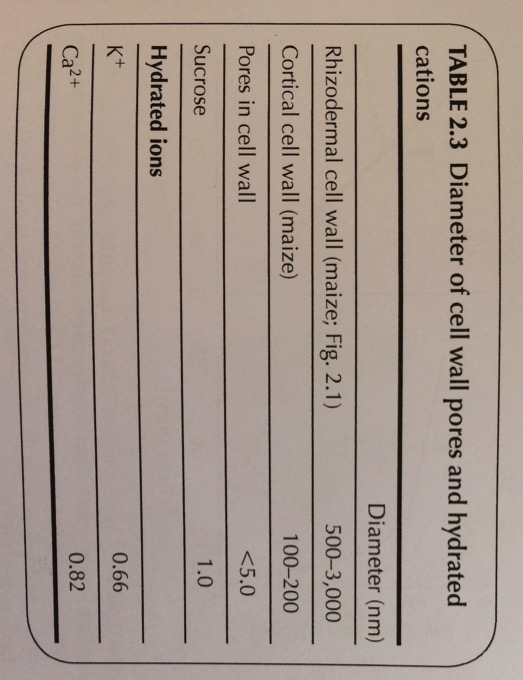 TABLE 2.3 Diameter of cell wall pores and hydrated
cations
Diameter (nm)
Rhizodermal cell wall (maize; Fig. 2.1) 500–3,000
Cortical cell wall (maize) 100–200
Pores in cell wall <5.0
Sucrose 1.0
Hydrated ions
K⁺ 0.66
Ca²⁺ 0.82